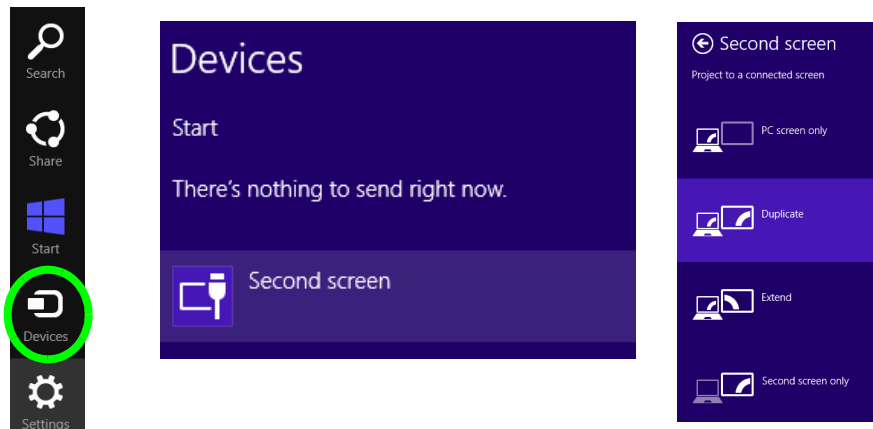 Search
Share
Start
Devices
Settings
Devices
Start
There's nothing to send right now.
Second screen
Second screen
Project to a connected screen
PC screen only
Duplicate
Extend
Second screen only